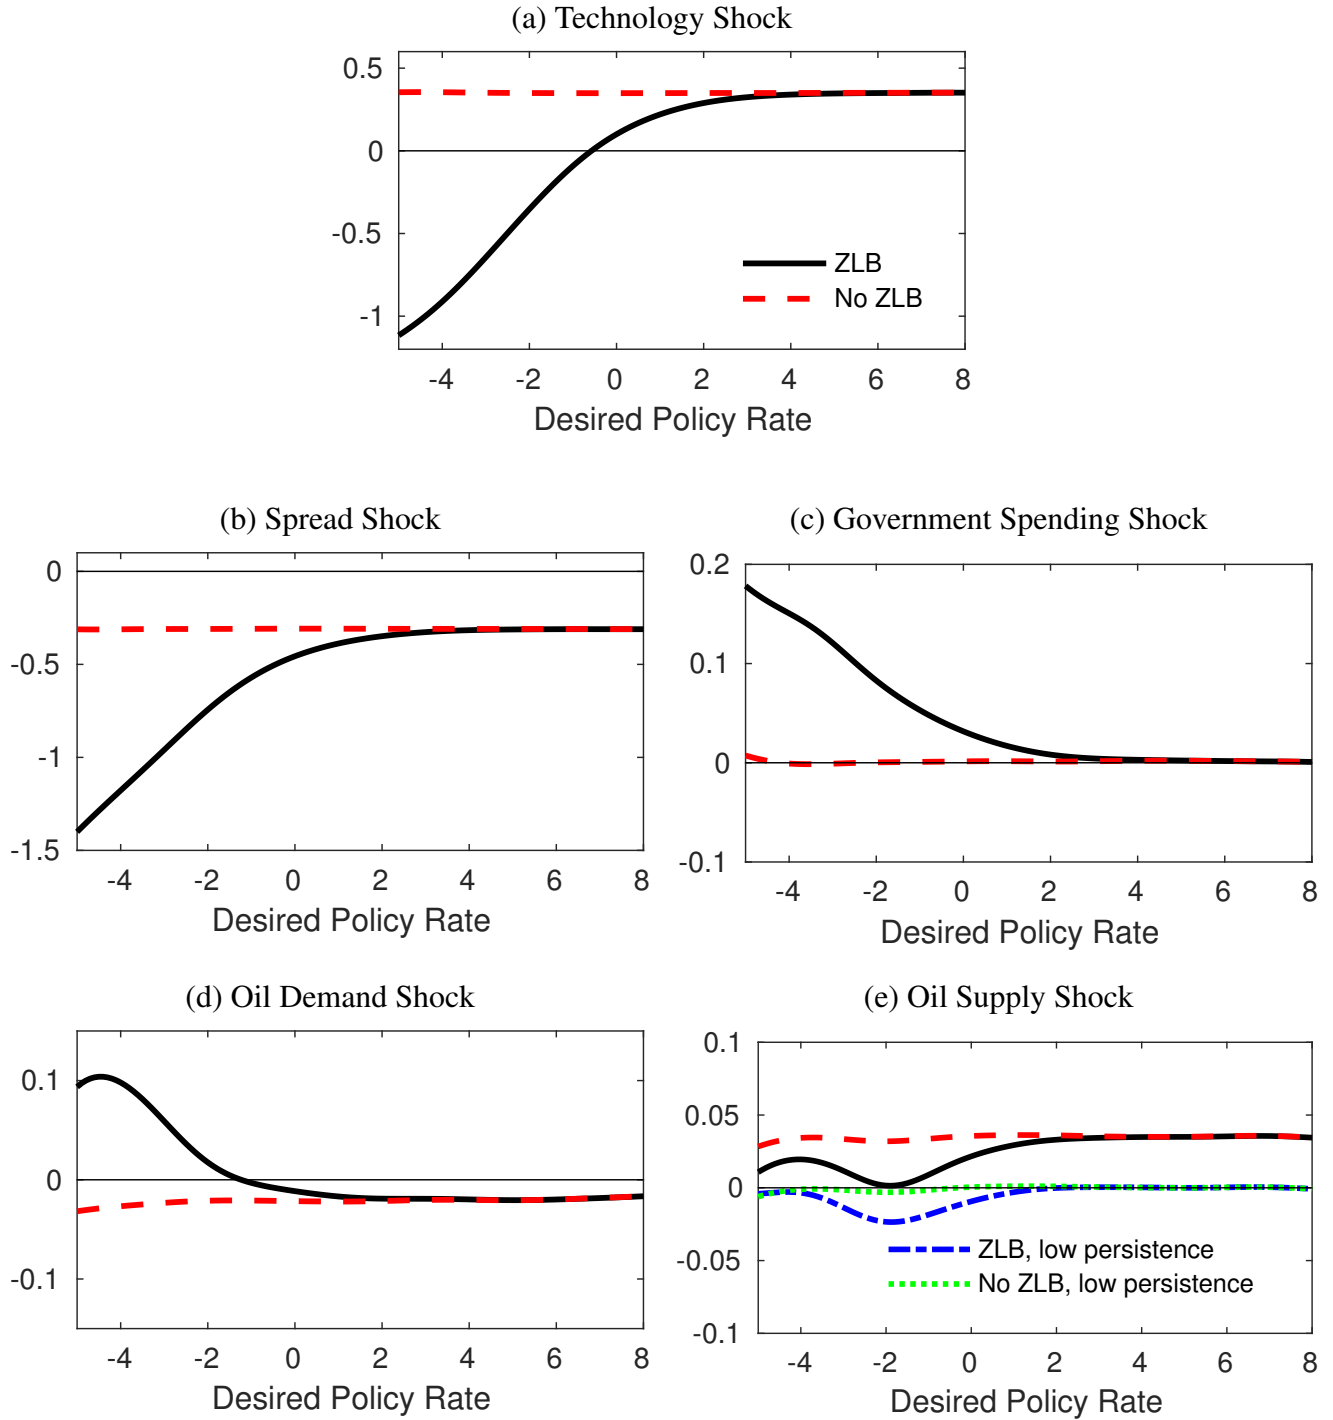 (a) Technology Shock
0.5
0
-0.5
-1
ZLB
No ZLB
-4 -2 0 2 4 6 8
Desired Policy Rate
(b) Spread Shock
0
-0.5
-1
-1.5
-4 -2 0 2 4 6 8
Desired Policy Rate
(c) Government Spending Shock
0.2
0.1
0
-0.1
-4 -2 0 2 4 6 8
Desired Policy Rate
(d) Oil Demand Shock
0.1
0
-0.1
-4 -2 0 2 4 6 8
Desired Policy Rate
(e) Oil Supply Shock
0.1
0.05
0
-0.05
-0.1
ZLB, low persistence
No ZLB, low persistence
-4 -2 0 2 4 6 8
Desired Policy Rate